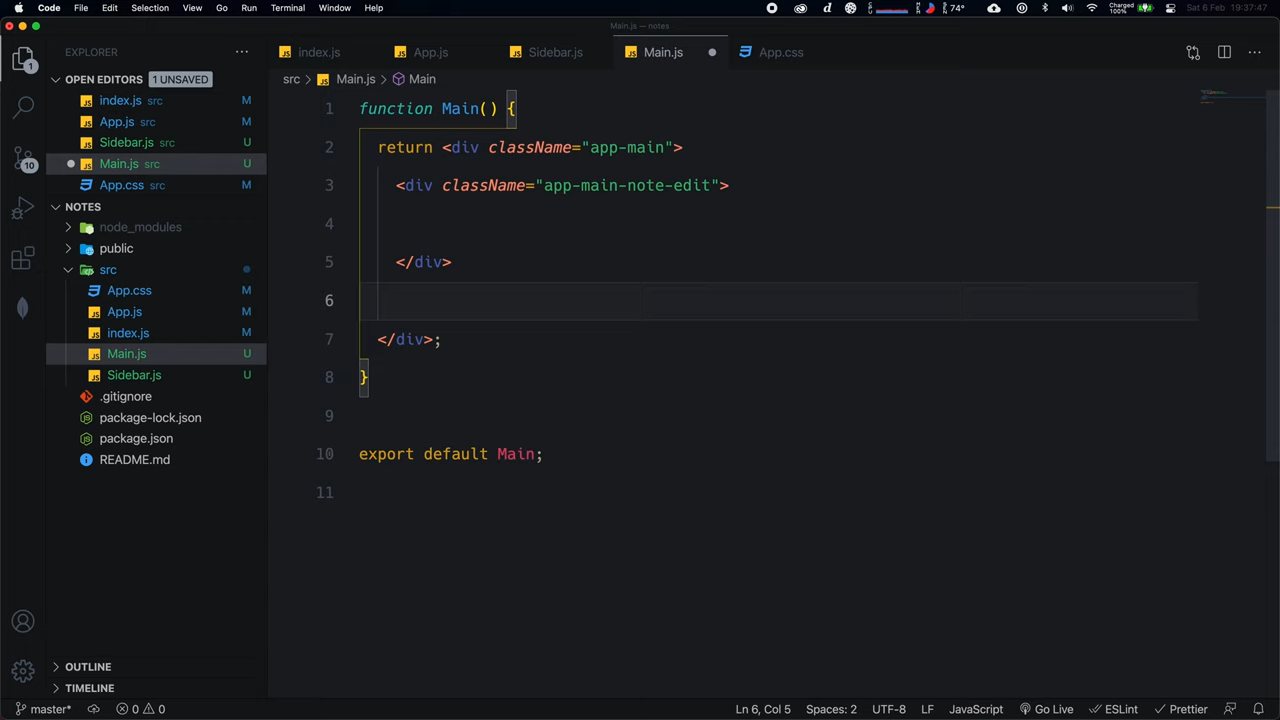 Code File Edit Selection View Go Run Terminal Window Help
74° Charged 100% Sat 6 Feb 19:37:47
Main.js — notes
EXPLORER
index.js
App.js
Sidebar.js
Main.js
App.css
OPEN EDITORS 1 UNSAVED
index.js src M
App.js src M
Sidebar.js src U
Main.js src U
App.css src M
NOTES
node_modules
public
src
App.css M
App.js M
index.js M
Main.js U
Sidebar.js U
.gitignore
package-lock.json
package.json
README.md
OUTLINE
TIMELINE
1
10
src > Main.js > Main
1 function Main() {
2 return <div className="app-main">
3 <div className="app-main-note-edit">
4
5 </div>
6
7 </div>;
8 }
9
10 export default Main;
11
master* 0 0 Ln 6, Col 5 Spaces: 2 UTF-8 LF JavaScript Go Live ESLint Prettier